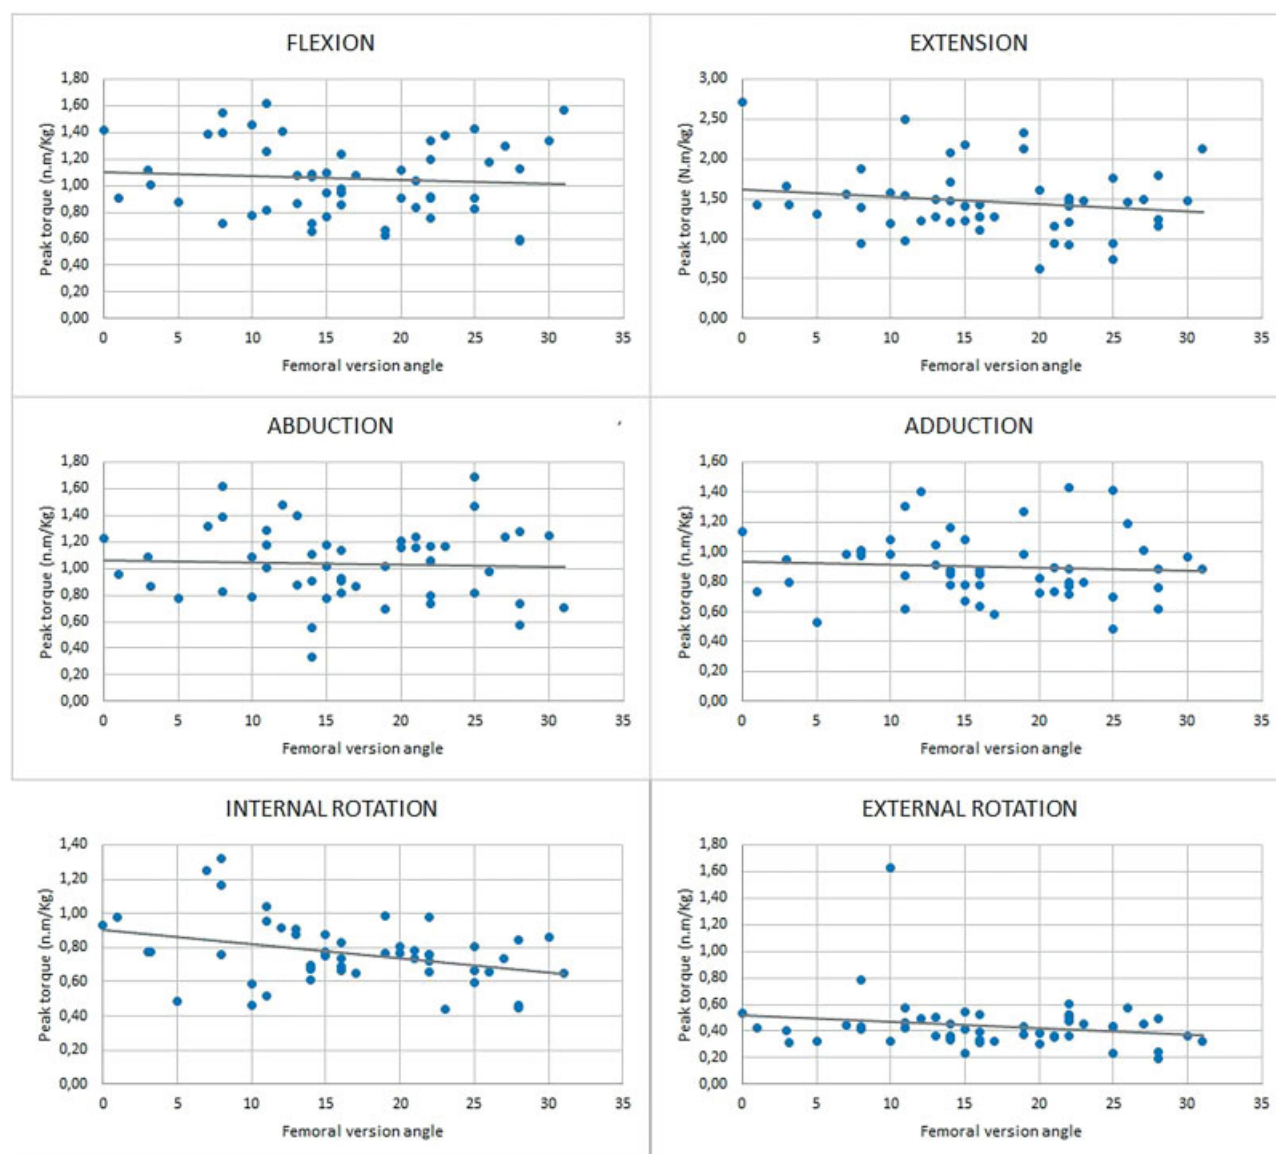 FLEXION
Peak torque (n.m/Kg)
1,80
1,60
1,40
1,20
1,00
0,80
0,60
0,40
0,20
0,00
0 5 10 15 20 25 30 35
Femoral version angle
EXTENSION
Peak torque (N.m/Kg)
3,00
2,50
2,00
1,50
1,00
0,50
0,00
0 5 10 15 20 25 30 35
Femoral version angle
ABDUCTION
Peak torque (n.m/Kg)
1,80
1,60
1,40
1,20
1,00
0,80
0,60
0,40
0,20
0,00
0 5 10 15 20 25 30 35
Femoral version angle
ADDUCTION
Peak torque (n.m/Kg)
1,60
1,40
1,20
1,00
0,80
0,60
0,40
0,20
0,00
0 5 10 15 20 25 30 35
Femoral version angle
INTERNAL ROTATION
Peak torque (n.m/Kg)
1,40
1,20
1,00
0,80
0,60
0,40
0,20
0,00
0 5 10 15 20 25 30 35
Femoral version angle
EXTERNAL ROTATION
Peak torque (n.m/Kg)
1,80
1,60
1,40
1,20
1,00
0,80
0,60
0,40
0,20
0,00
0 5 10 15 20 25 30 35
Femoral version angle